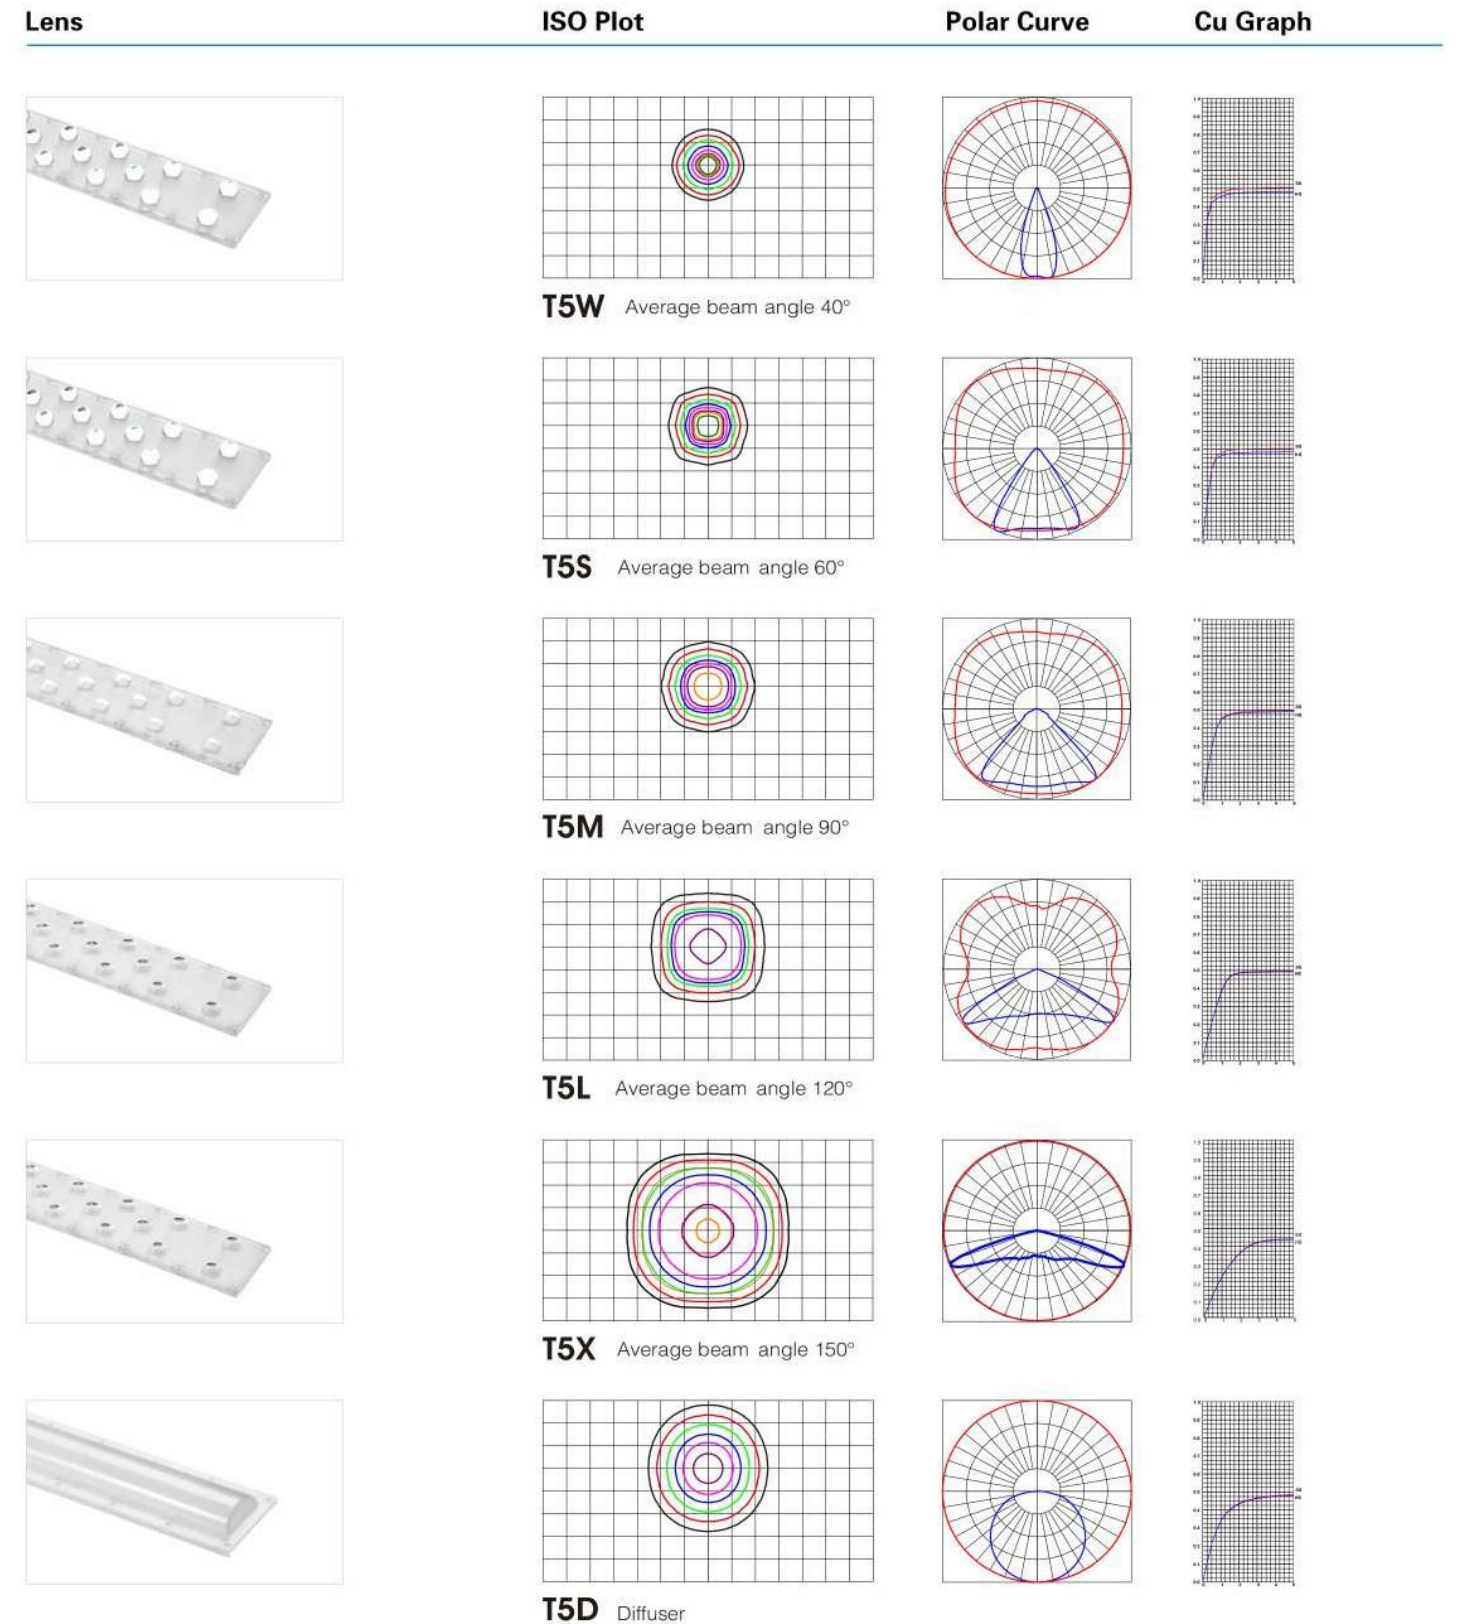 Lens ISO Plot Polar Curve Cu Graph
T5W Average beam angle 40°
T5S Average beam angle 60°
T5M Average beam angle 90°
T5L Average beam angle 120°
T5X Average beam angle 150°
T5D Diffuser